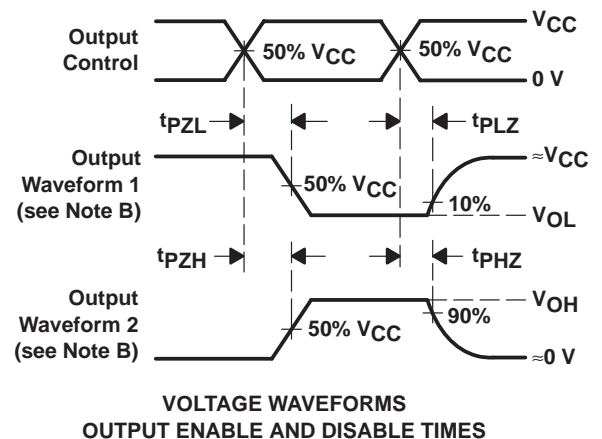 Output
Control
50% VCC
50% VCC
VCC
0 V
tPZL
tPLZ
Output
Waveform 1
(see Note B)
50% VCC
≈VCC
10%
VOL
tPZH
tPHZ
Output
Waveform 2
(see Note B)
50% VCC
VOH
90%
≈0 V
VOLTAGE WAVEFORMS
OUTPUT ENABLE AND DISABLE TIMES